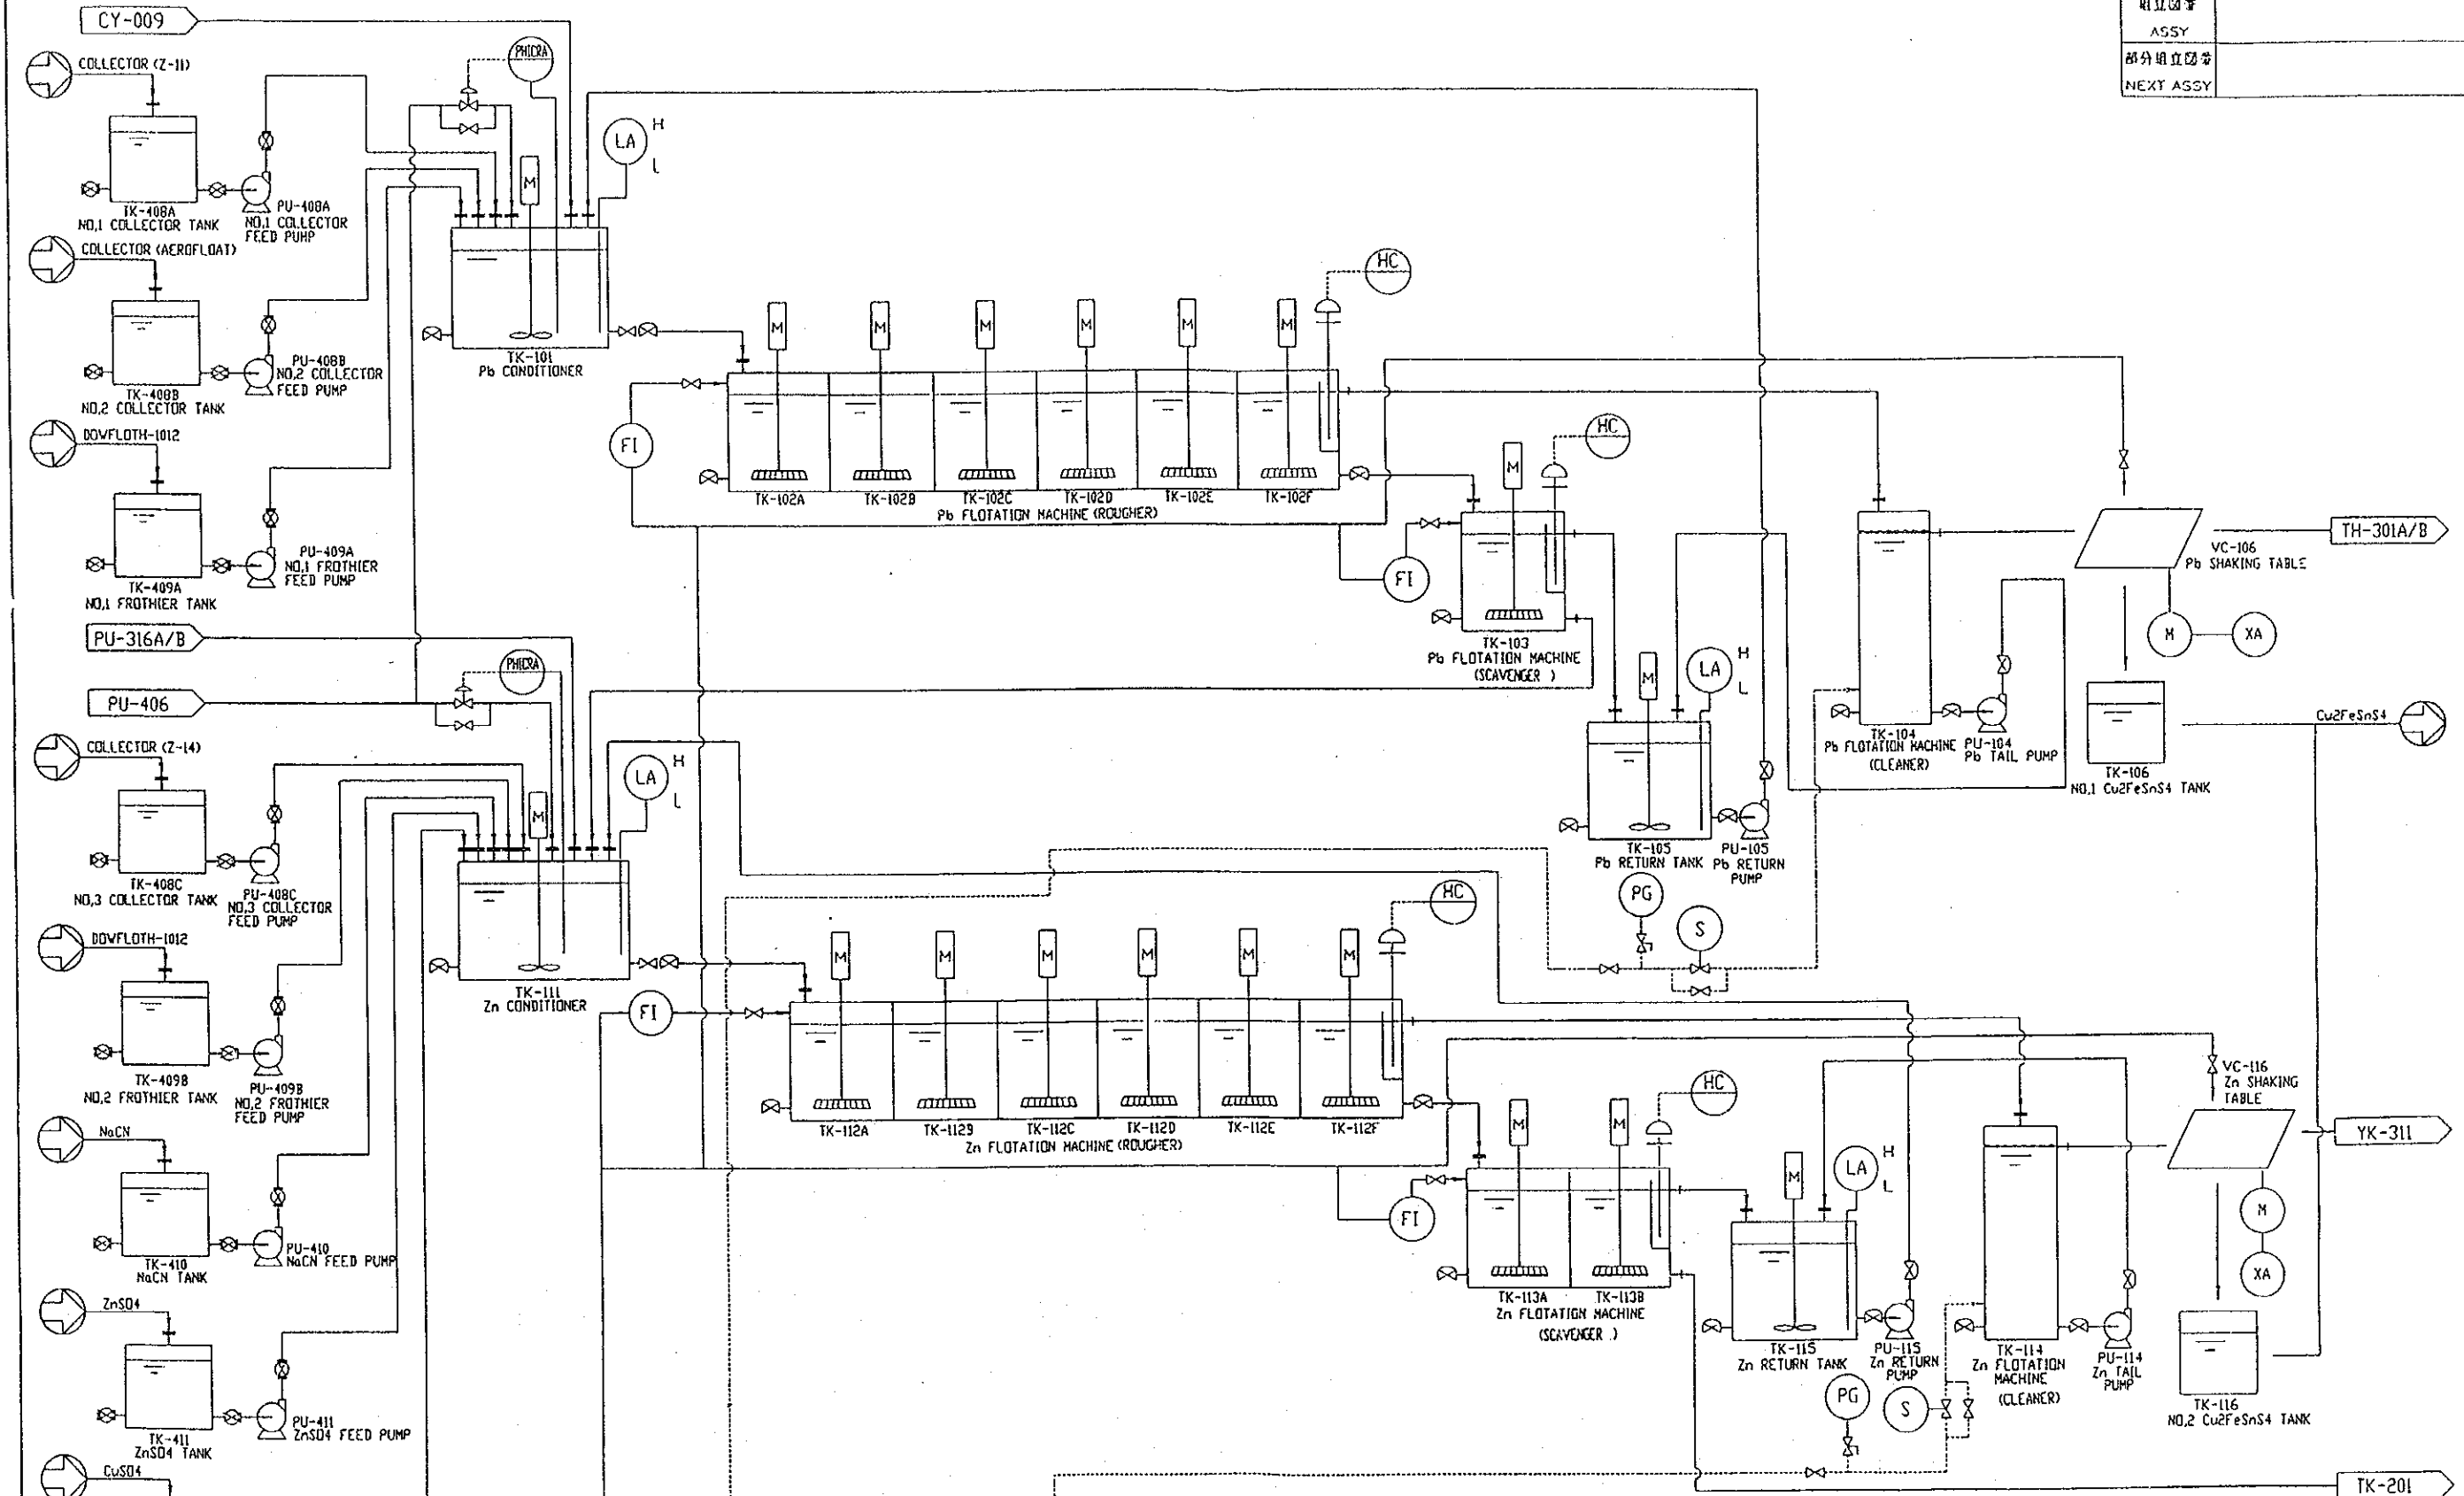 CY-009
COLLECTOR (Z-11)
TK-408A
NO,1 COLLECTOR TANK
PU-408A
NO,1 COLLECTOR
FEED PUMP
COLLECTOR (AEROFLOAT)
TK-408B
NO,2 COLLECTOR TANK
PU-408B
NO,2 COLLECTOR
FEED PUMP
DOWFLOTH-1012
TK-409A
NO,1 FROTHIER TANK
PU-409A
NO,1 FROTHIER
FEED PUMP
PU-316A/B
PU-406
COLLECTOR (Z-14)
TK-408C
NO,3 COLLECTOR TANK
PU-408C
NO,3 COLLECTOR
FEED PUMP
DOWFLOTH-1012
TK-409B
NO,2 FROTHIER TANK
PU-409B
NO,2 FROTHIER
FEED PUMP
NaCN
TK-410
NaCN TANK
PU-410
NaCN FEED PUMP
ZnSO4
TK-411
ZnSO4 TANK
PU-411
ZnSO4 FEED PUMP
CuSO4
PHICRA
M
LA
H
L
TK-101
Pb CONDITIONER
HC
M
M
M
M
M
M
FI
TK-102A
TK-102B
TK-102C
TK-102D
TK-102E
TK-102F
Pb FLOTATION MACHINE (ROUGHER)
HC
M
FI
TK-103
Pb FLOTATION MACHINE
(SCAVENGER )
M
LA
H
L
TK-105
Pb RETURN TANK
PU-105
Pb RETURN
PUMP
TK-104
Pb FLOTATION MACHINE
(CLEANER)
PU-104
Pb TAIL PUMP
VC-106
Pb SHAKING TABLE
M
XA
TH-301A/B
TK-106
NO,1 Cu2FeSnS4 TANK
Cu2FeSnS4
PG
S
PHICRA
M
LA
H
L
TK-111
Zn CONDITIONER
HC
M
M
M
M
M
M
FI
TK-112A
TK-112B
TK-112C
TK-112D
TK-112E
TK-112F
Zn FLOTATION MACHINE (ROUGHER)
HC
M
M
FI
TK-113A
TK-113B
Zn FLOTATION MACHINE
(SCAVENGER )
M
LA
H
L
TK-115
Zn RETURN TANK
PU-115
Zn RETURN
PUMP
TK-114
Zn FLOTATION
MACHINE
(CLEANER)
PU-114
Zn TAIL
PUMP
VC-116
Zn SHAKING
TABLE
M
XA
YK-311
TK-116
NO,2 Cu2FeSnS4 TANK
PG
S
TK-201
組立図番
ASSY
部分組立図番
NEXT ASSY